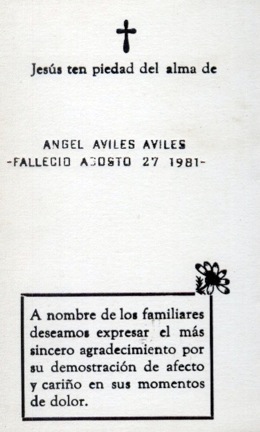 Jesús ten piedad del alma de
ANGEL AVILES AVILES
-FALLECIO AGOSTO 27 1981-
A nombre de los familiares
deseamos expresar el más
sincero agradecimiento por
su demostración de afecto
y cariño en sus momentos
de dolor.